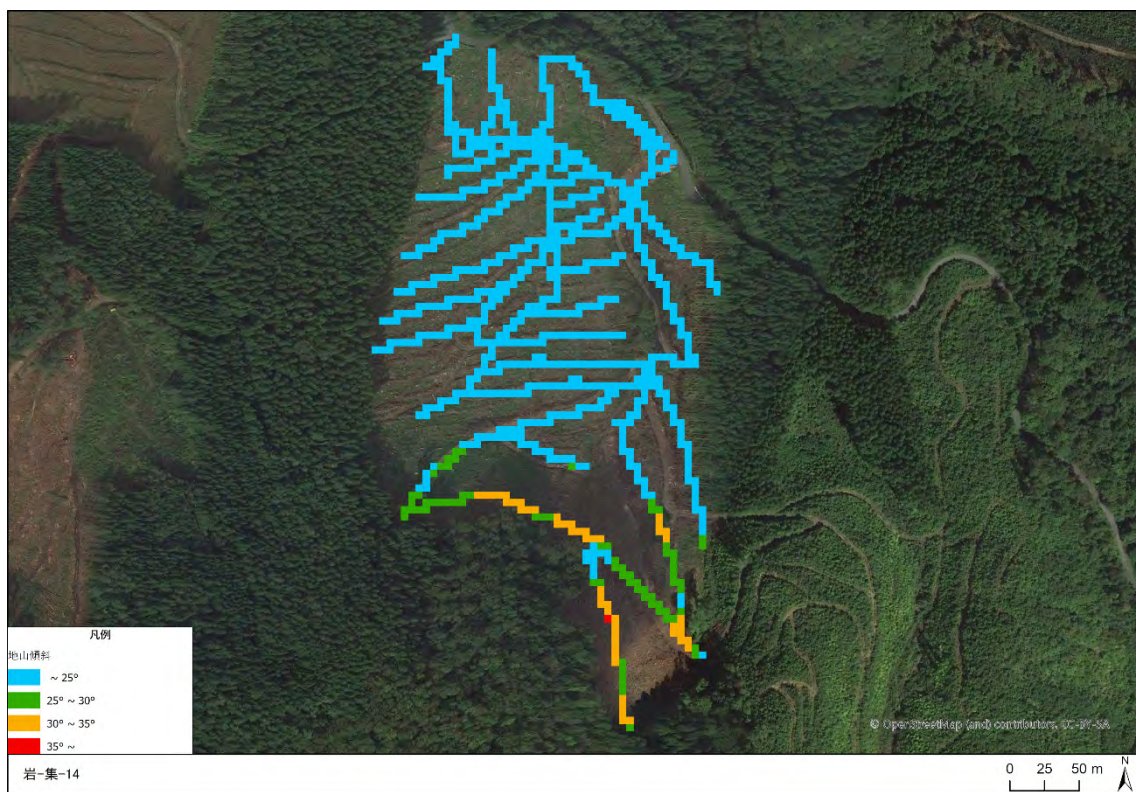 凡例
地山傾斜
～ 25°
25° ～ 30°
30° ～ 35°
35° ～
© OpenStreetMap (and) contributors, CC-BY-SA
岩-集-14
0 25 50 m
N